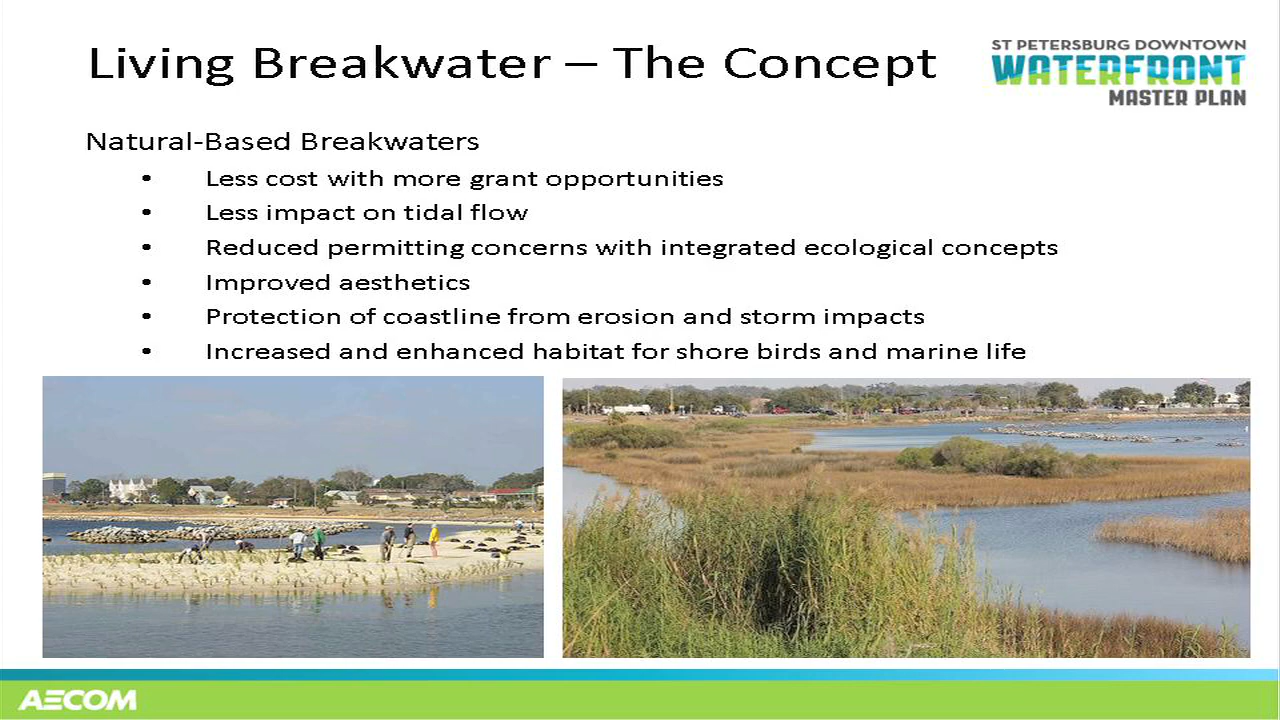 Living Breakwater – The Concept
ST PETERSBURG DOWNTOWN
WATERFRONT
MASTER PLAN
Natural-Based Breakwaters
• Less cost with more grant opportunities
• Less impact on tidal flow
• Reduced permitting concerns with integrated ecological concepts
• Improved aesthetics
• Protection of coastline from erosion and storm impacts
• Increased and enhanced habitat for shore birds and marine life
AECOM